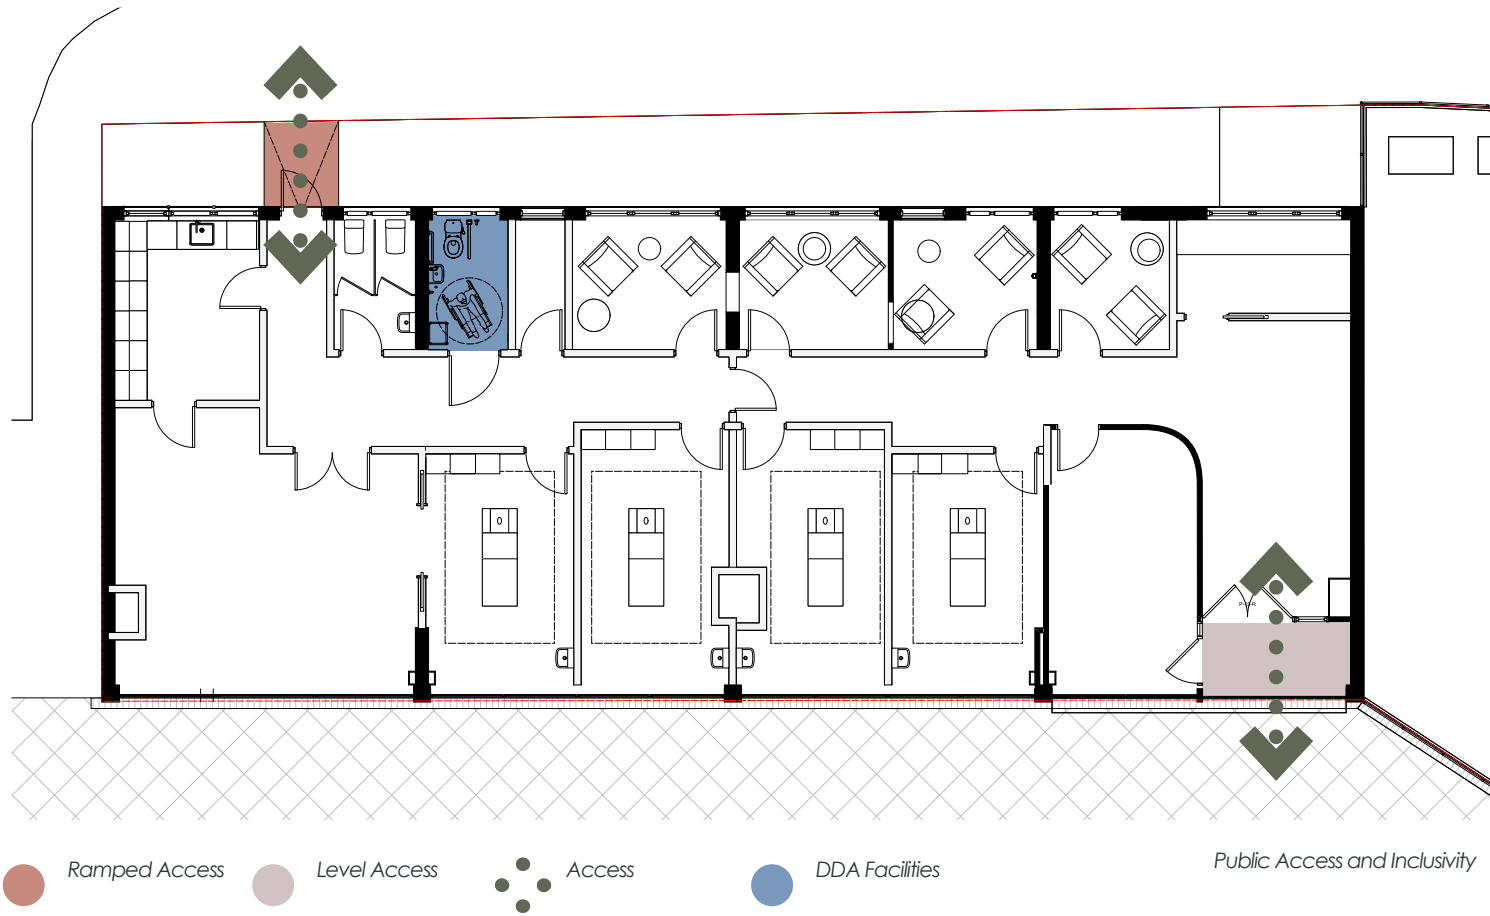 Ramped Access
Level Access
Access
DDA Facilities
Public Access and Inclusivity